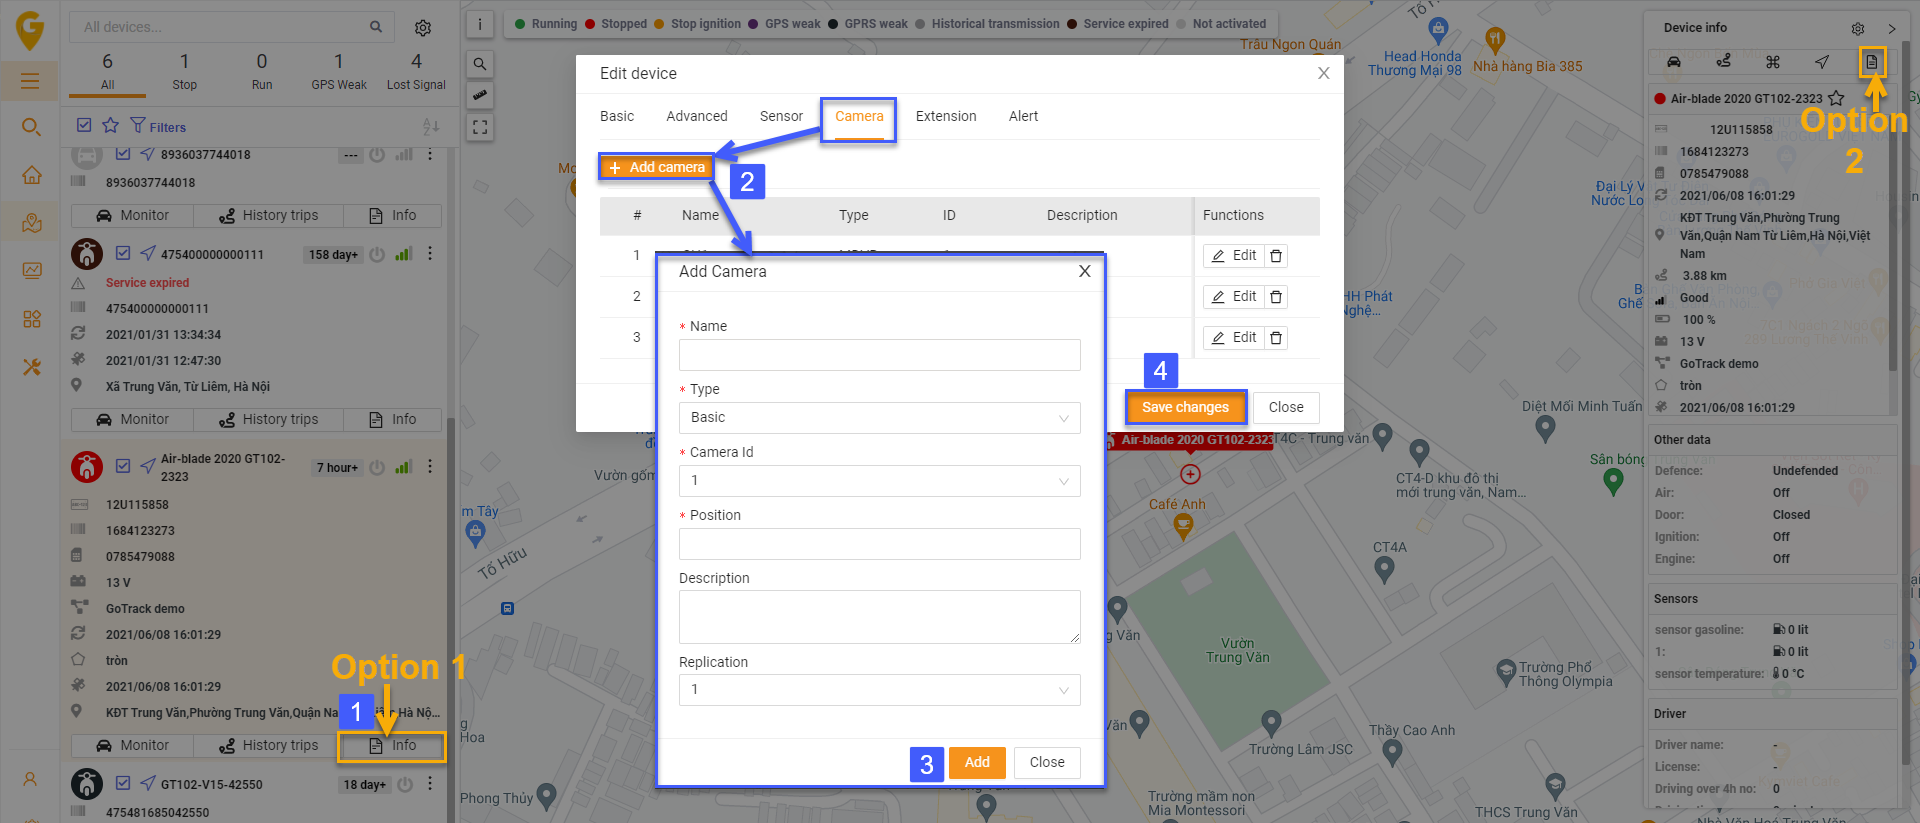 All devices...
6
1
0
1
4
All
Stop
Run
GPS Weak
Lost Signal
Filters
8936037744018
---
8936037744018
Monitor
History trips
Info
475400000000111
158 day+
Service expired
475400000000111
2021/01/31 13:34:34
2021/01/31 12:47:30
Xã Trung Văn, Từ Liêm, Hà Nội
Monitor
History trips
Info
Air-blade 2020 GT102-
2323
7 hour+
12U115858
1684123273
0785479088
13 V
GoTrack demo
2021/06/08 16:01:29
tròn
2021/06/08 16:01:29
Option 1
1
Monitor
History trips
Info
GT102-V15-42550
18 day+
475481685042550
i
Running
Stopped
Stop ignition
GPS weak
GPRS weak
Historical transmission
Service expired
Not activated
Edit device
X
Basic
Advanced
Sensor
Camera
Extension
Alert
+ Add camera
2
#
Name
Type
ID
Description
Functions
1
Edit
2
Edit
3
Edit
4
Save changes
Close
Add Camera
X
* Name
* Type
Basic
* Camera Id
1
* Position
Description
Replication
1
3
Add
Close
Trâu Ngon Quán
Head Honda
Thương Mại 98
Nhà hàng Bia 385
HH Phát
Nghệ...
Diệt Mối Minh Tuấn
Air-blade 2020 GT102-2323
T4C - Trung văn
CT4-D khu đô thị
mới trung văn, Nam...
Sân bóng
Vườn gốm
m Tây
Tố Hữu
Café Anh
CT4A
g Văn
Vườn
Trung Văn
Trường Phổ
Thông Olympia
Văn
Trường Lâm JSC
Thầy Cao Anh
Hoa
Phong Thủy
Trường mầm non
Mia Montessori
THCS Trung Văn
Device info
Option
2
Air-blade 2020 GT102-2323
12U115858
1684123273
0785479088
2021/06/08 16:01:29
KĐT Trung Văn,Phường Trung
Văn,Quận Nam Từ Liêm,Hà Nội,Việt
Nam
3.88 km
Good
100 %
13 V
GoTrack demo
tròn
2021/06/08 16:01:29
Other data
Defence: Undefended
Air: Off
Door: Closed
Ignition: Off
Engine: Off
Sensors
sensor gasoline: 0 lit
1: 0 lit
sensor temperature: 0 °C
Driver
Driver name: -
License: -
Driving over 4h no: 0